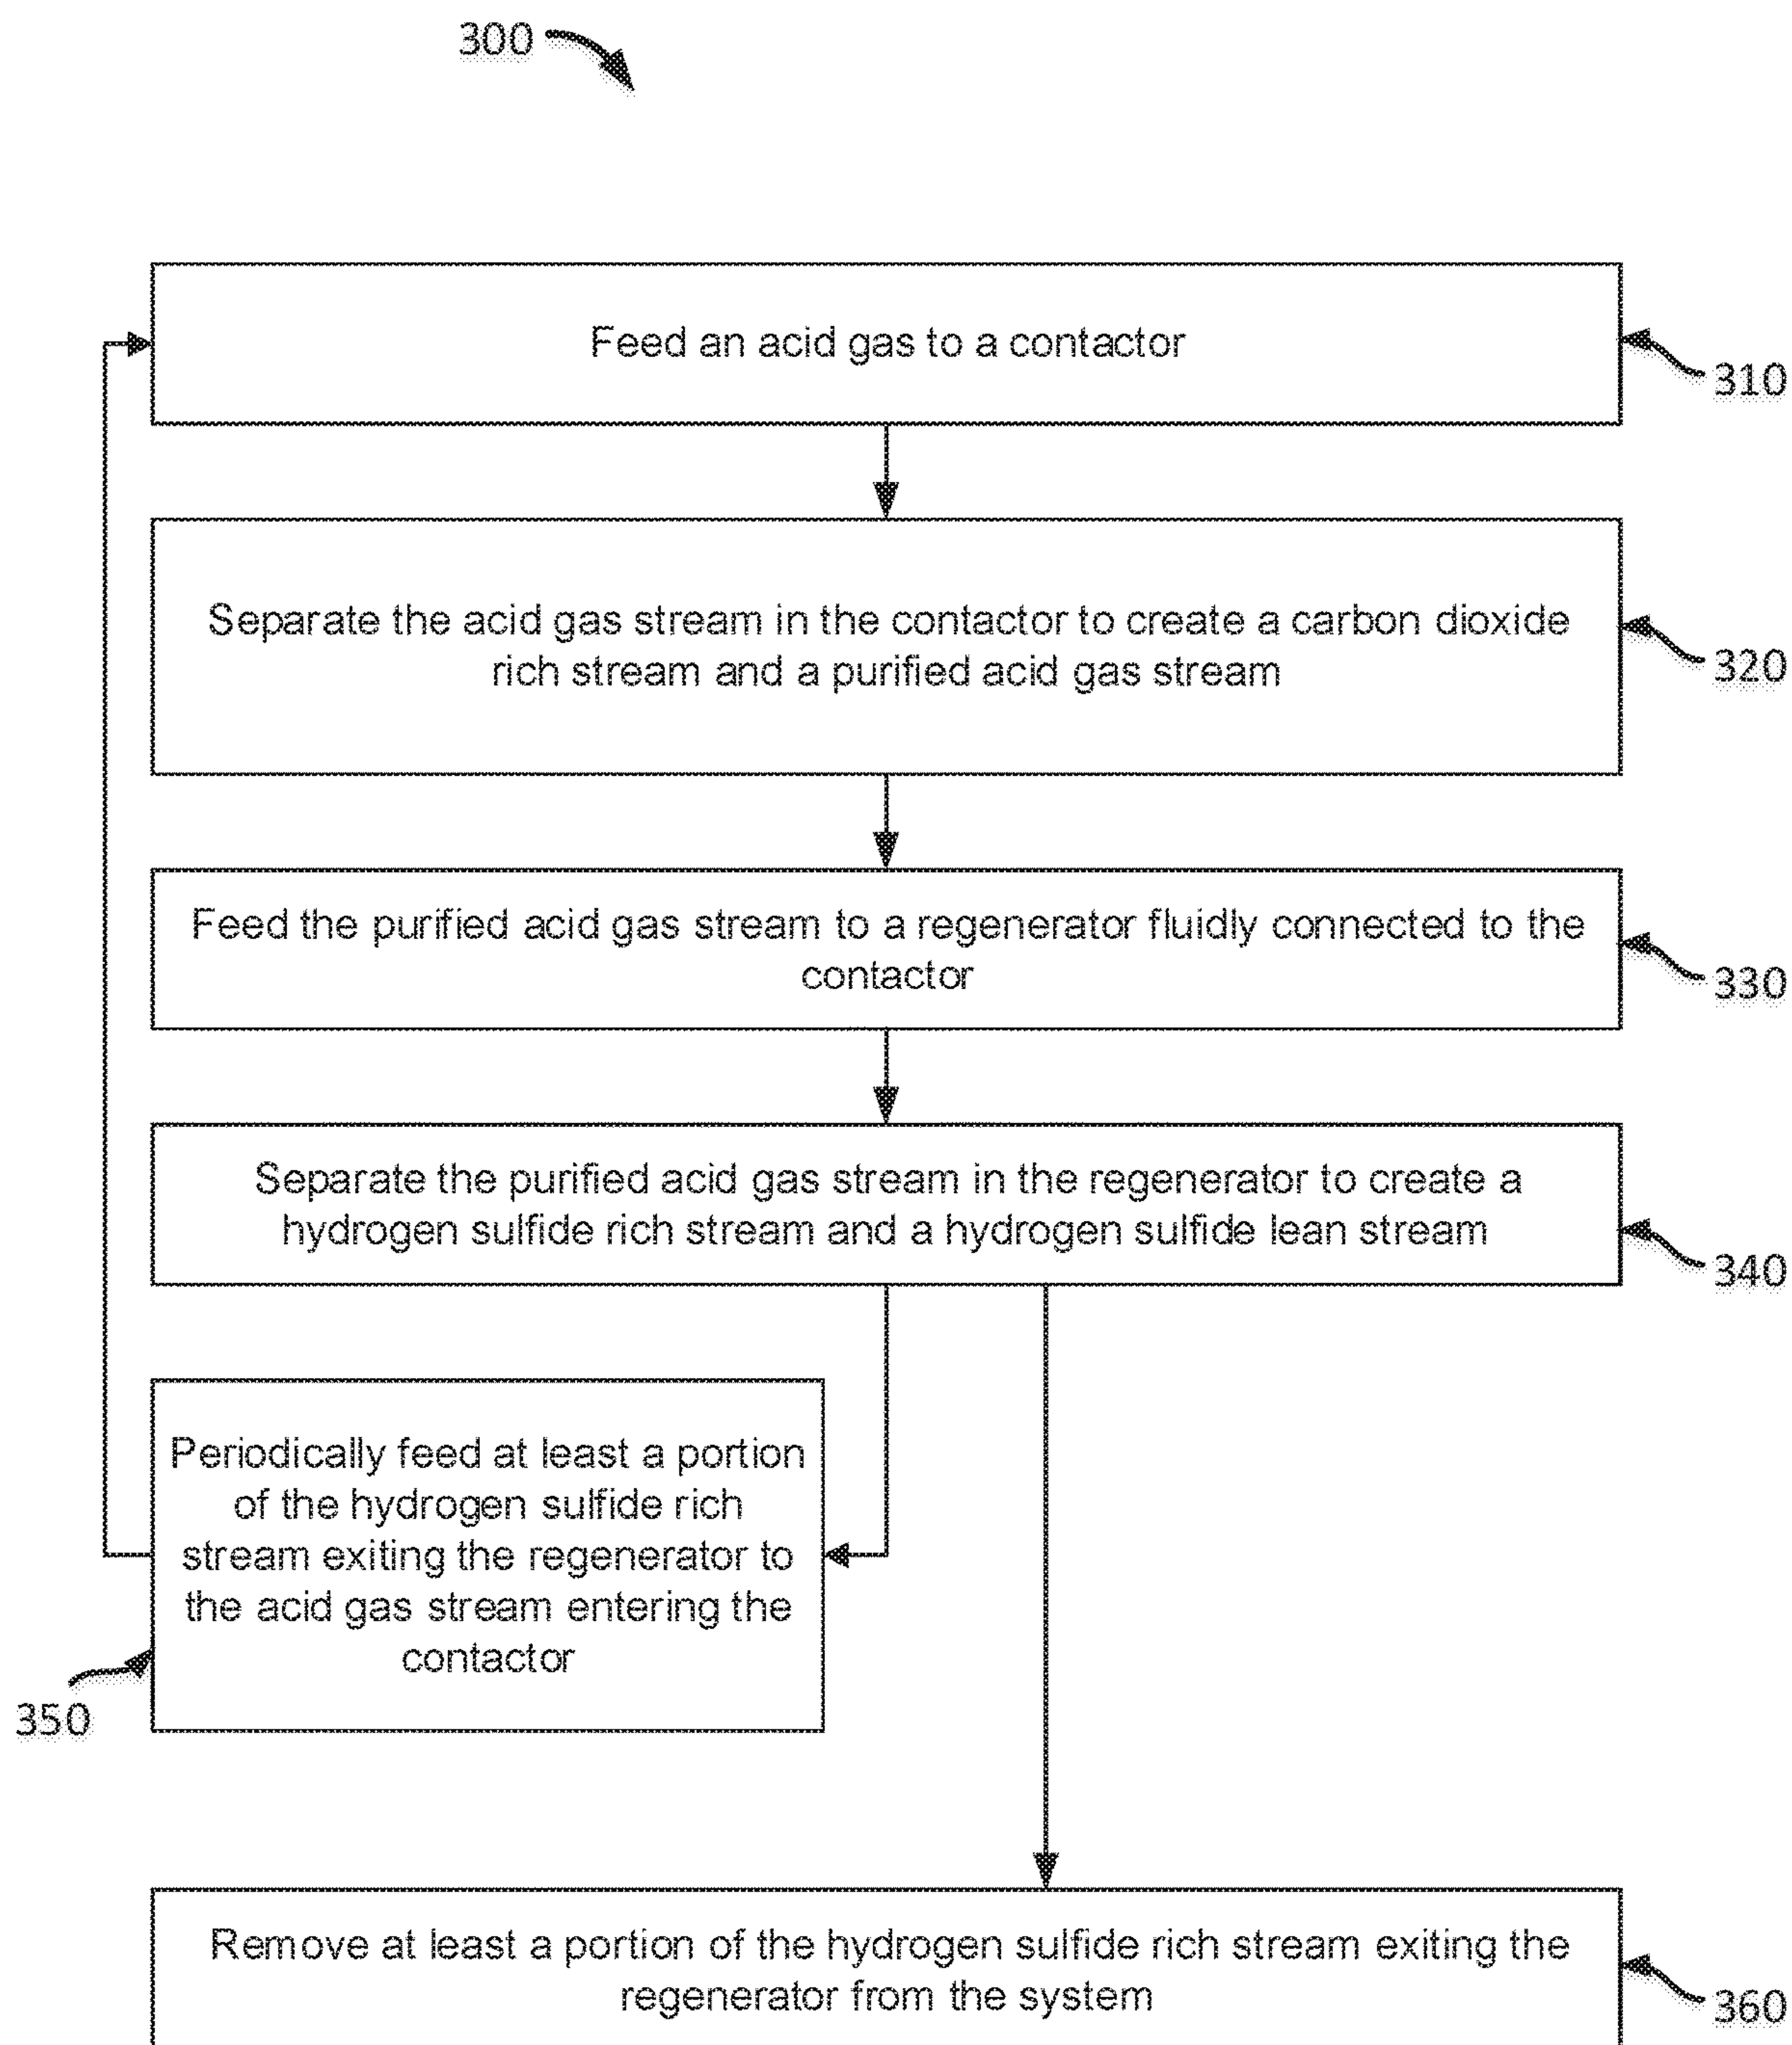 300
Feed an acid gas to a contactor
310
Separate the acid gas stream in the contactor to create a carbon dioxide
rich stream and a purified acid gas stream
320
Feed the purified acid gas stream to a regenerator fluidly connected to the
contactor
330
Separate the purified acid gas stream in the regenerator to create a
hydrogen sulfide rich stream and a hydrogen sulfide lean stream
340
Periodically feed at least a portion
of the hydrogen sulfide rich
stream exiting the regenerator to
the acid gas stream entering the
contactor
350
Remove at least a portion of the hydrogen sulfide rich stream exiting the
regenerator from the system
360